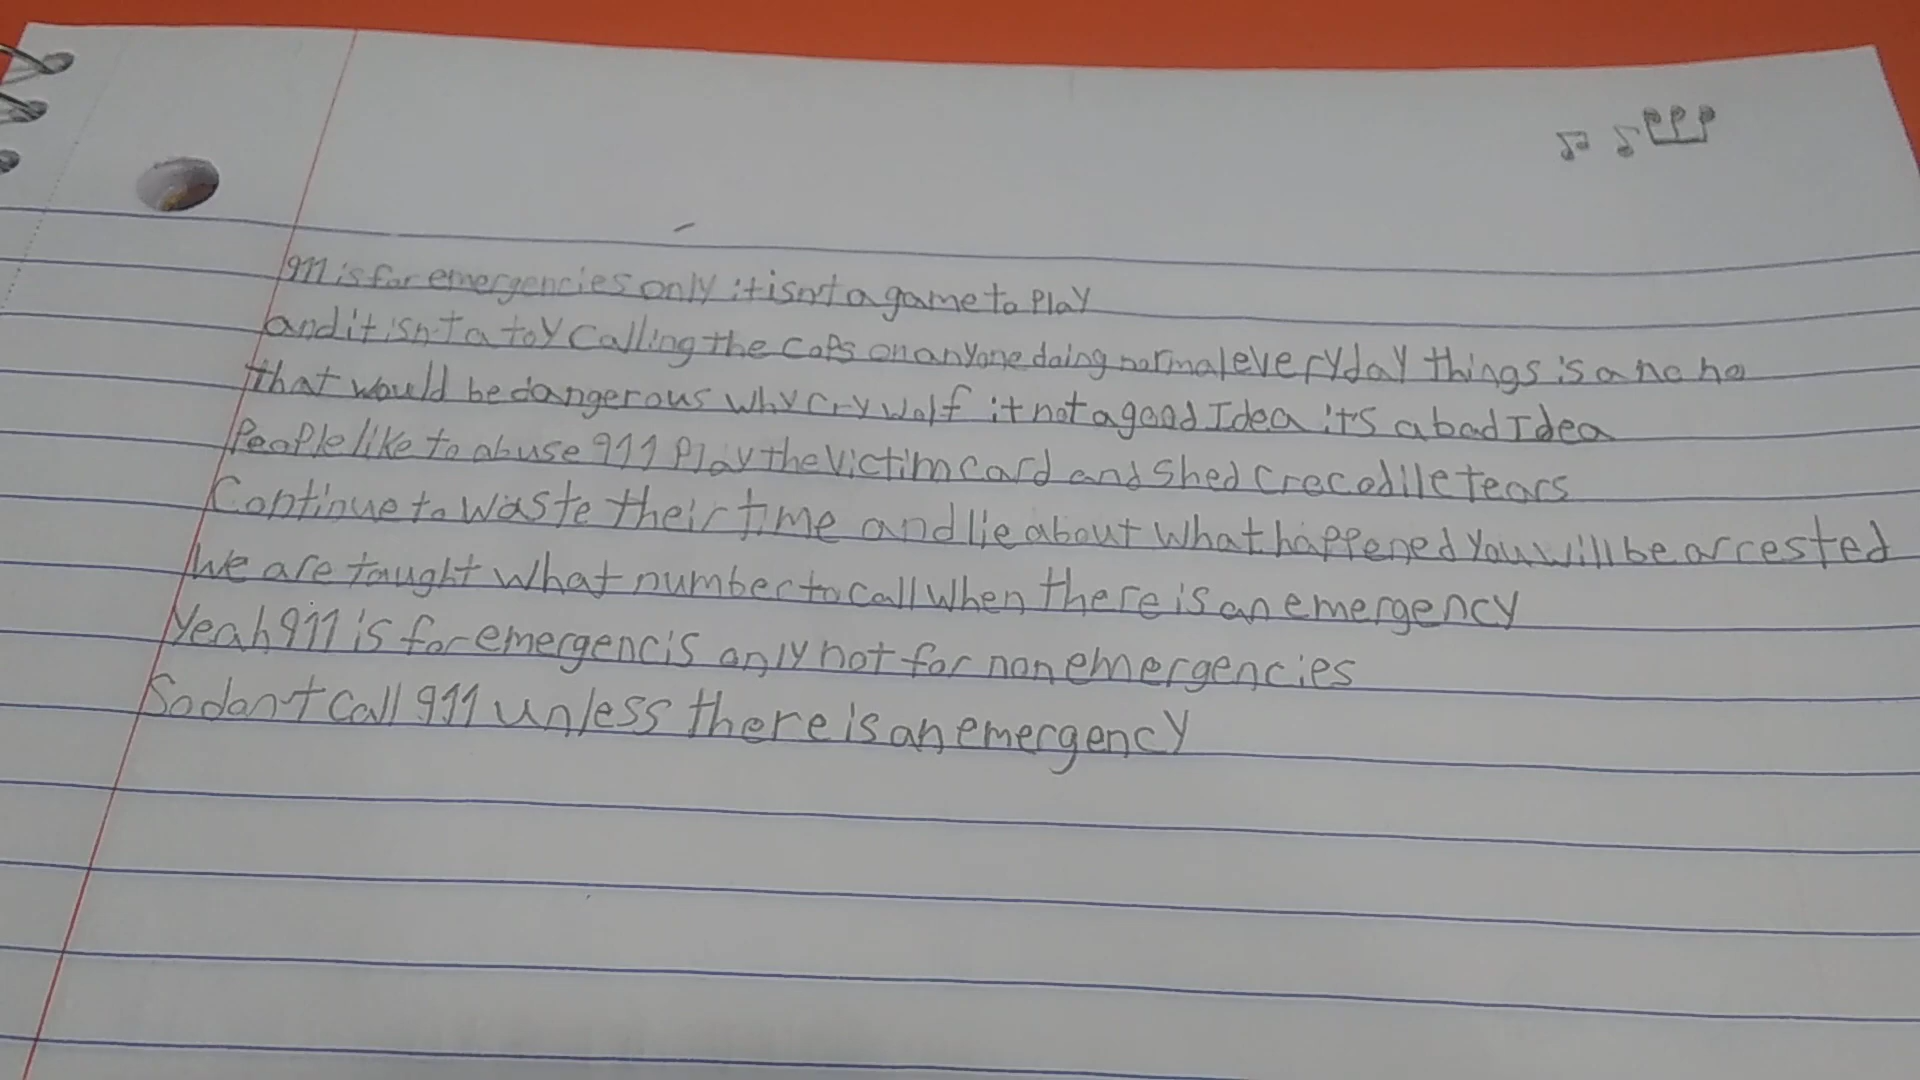 911 is for emergencies only it isn't a game to Play
and it isn't a toy Calling the cops on anyone doing normal everyday things is a no no
that would be dangerous why cry wolf it not a good Idea it's a bad Idea
People like to abuse 911 Play the victim card and shed crocodile tears
Continue to waste their time and lie about what happened you will be arrested
We are taught what number to call when there is an emergency
Yeah 911 is for emergencis only not for non emergencies
So don't call 911 unless there is an emergency